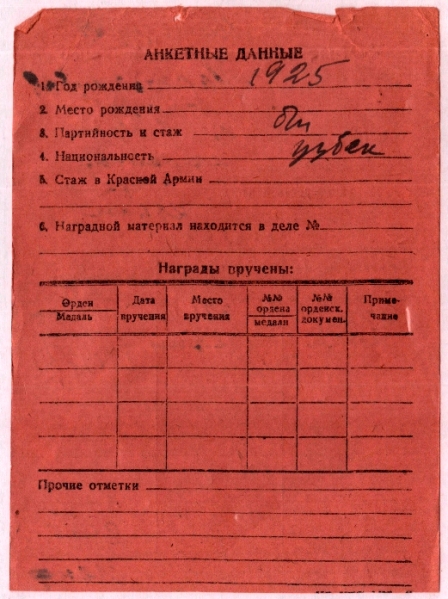 АНКЕТНЫЕ ДАННЫЕ
1. Год рождения 1925
2. Место рождения
3. Партийность и стаж б/п
4. Национальность узбек
5. Стаж в Красной Армии
6. Наградной материал находится в деле №
Награды вручены:
Орден Медаль Дата вручения Место вручения №№ ордена медали №№ орденск. докумен. Приме-чание
Прочие отметки